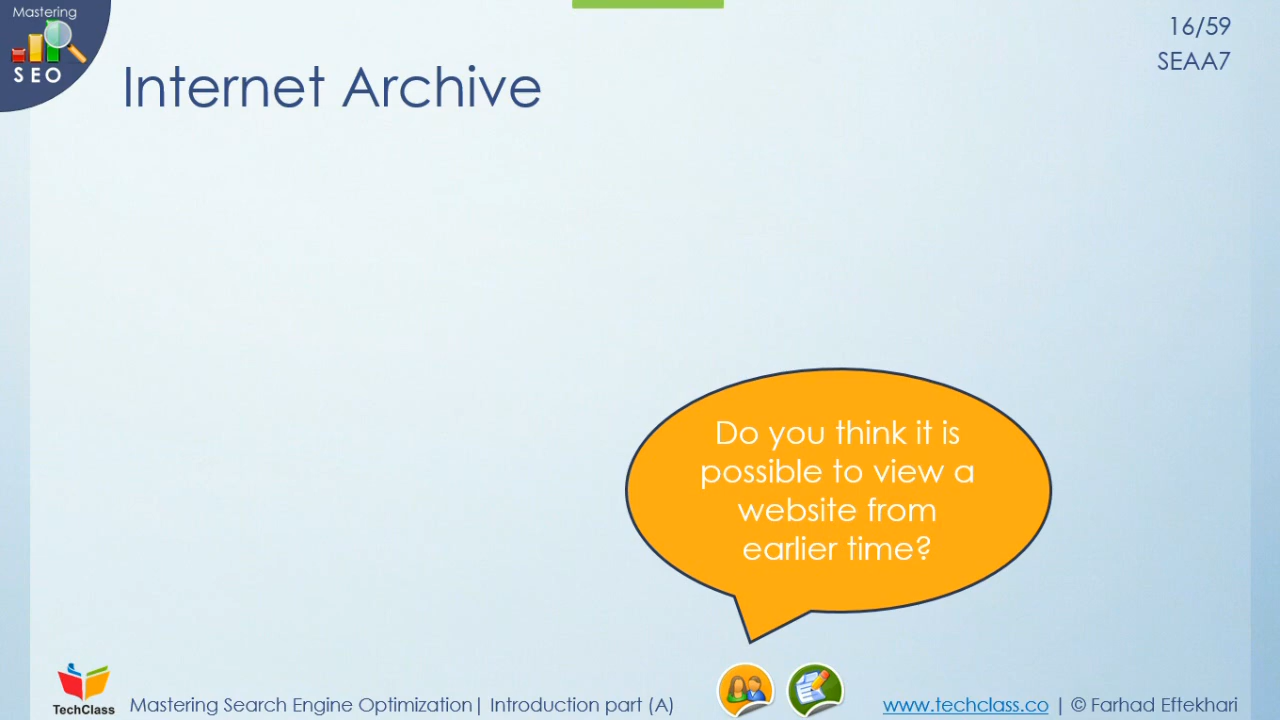 Mastering
SEO
16/59
SEAA7
Internet Archive
Do you think it is
possible to view a
website from
earlier time?
TechClass
Mastering Search Engine Optimization| Introduction part (A)
www.techclass.co | © Farhad Eftekhari